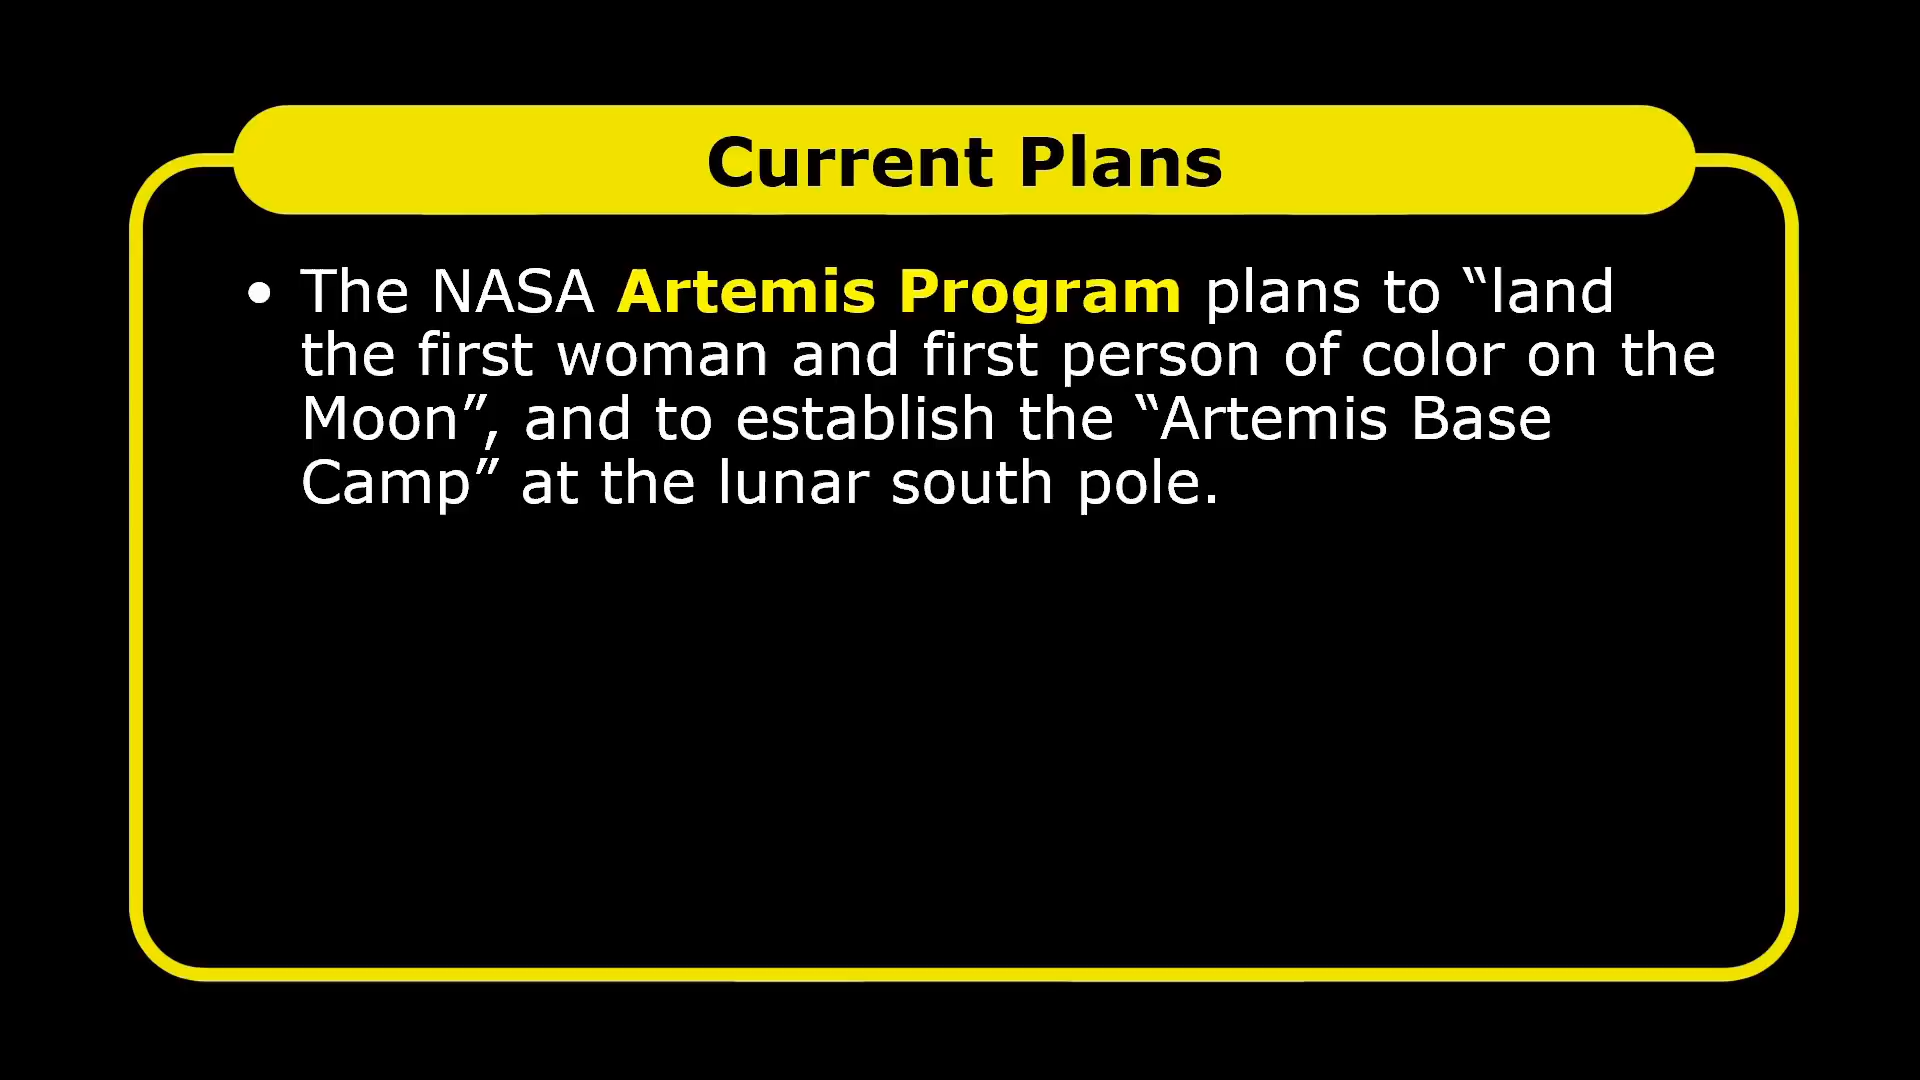 Current Plans
• The NASA Artemis Program plans to “land
the first woman and first person of color on the
Moon”, and to establish the “Artemis Base
Camp” at the lunar south pole.